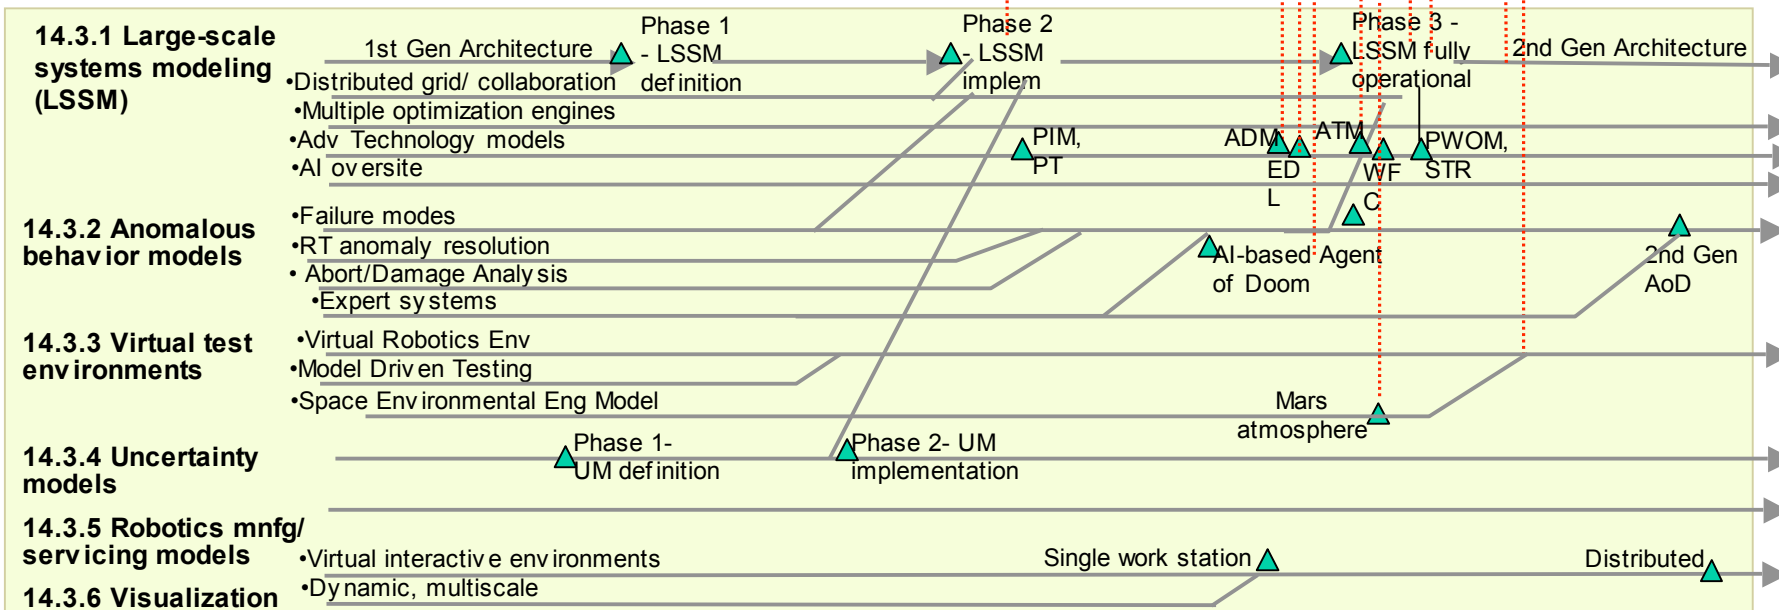 14.3.1 Large-scale
systems modeling
(LSSM)
1st Gen Architecture
Phase 1
- LSSM
definition
Phase 2
- LSSM
implem
Phase 3 -
LSSM fully
operational
2nd Gen Architecture
•Distributed grid/ collaboration
•Multiple optimization engines
•Adv Technology models
•AI oversite
PIM,
PT
ADM
ED
L
ATM
WF
C
PWOM,
STR
14.3.2 Anomalous
behavior models
•Failure modes
•RT anomaly resolution
• Abort/Damage Analysis
•Expert systems
AI-based Agent
of Doom
2nd Gen
AoD
14.3.3 Virtual test
environments
•Virtual Robotics Env
•Model Driven Testing
•Space Environmental Eng Model
Mars
atmosphere
14.3.4 Uncertainty
models
Phase 1-
UM definition
Phase 2- UM
implementation
14.3.5 Robotics mnfg/
servicing models
•Virtual interactive environments
Single work station
Distributed
•Dynamic, multiscale
14.3.6 Visualization